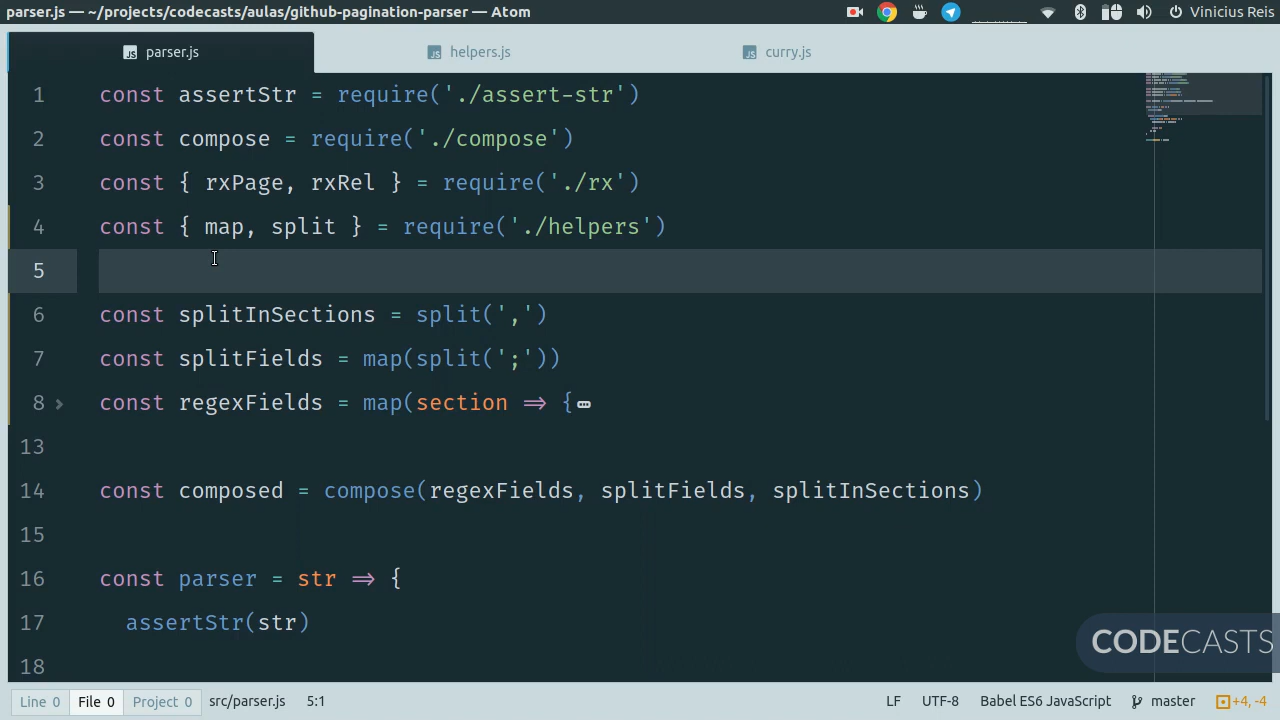 parser.js — ~/projects/codecasts/aulas/github-pagination-parser — Atom
Vinicius Reis
parser.js
helpers.js
curry.js
1 const assertStr = require('./assert-str')
2 const compose = require('./compose')
3 const { rxPage, rxRel } = require('./rx')
4 const { map, split } = require('./helpers')
5
6 const splitInSections = split(',')
7 const splitFields = map(split(';'))
8 const regexFields = map(section => {
13
14 const composed = compose(regexFields, splitFields, splitInSections)
15
16 const parser = str => {
17 assertStr(str)
18
CODECASTS
Line 0 File 0 Project 0 src/parser.js 5:1 LF UTF-8 Babel ES6 JavaScript master +4, -4